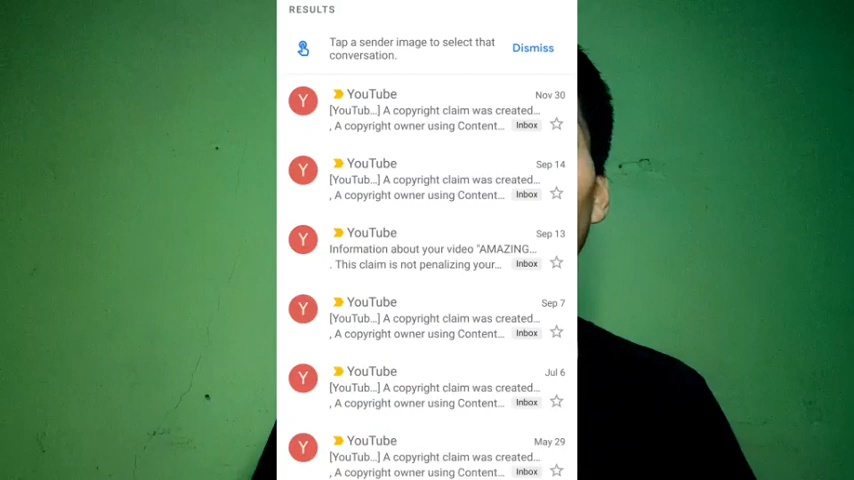 RESULTS
Tap a sender image to select that
conversation.
Dismiss
Y
YouTube
Nov 30
[YouTub...] A copyright claim was created...
, A copyright owner using Content...
Inbox
Y
YouTube
Sep 14
[YouTub...] A copyright claim was created...
, A copyright owner using Content...
Inbox
Y
YouTube
Sep 13
Information about your video "AMAZING...
. This claim is not penalizing your...
Inbox
Y
YouTube
Sep 7
[YouTub...] A copyright claim was created...
, A copyright owner using Content...
Inbox
Y
YouTube
Jul 6
[YouTub...] A copyright claim was created...
, A copyright owner using Content...
Inbox
Y
YouTube
May 29
[YouTub...] A copyright claim was created...
, A copyright owner using Content...
Inbox